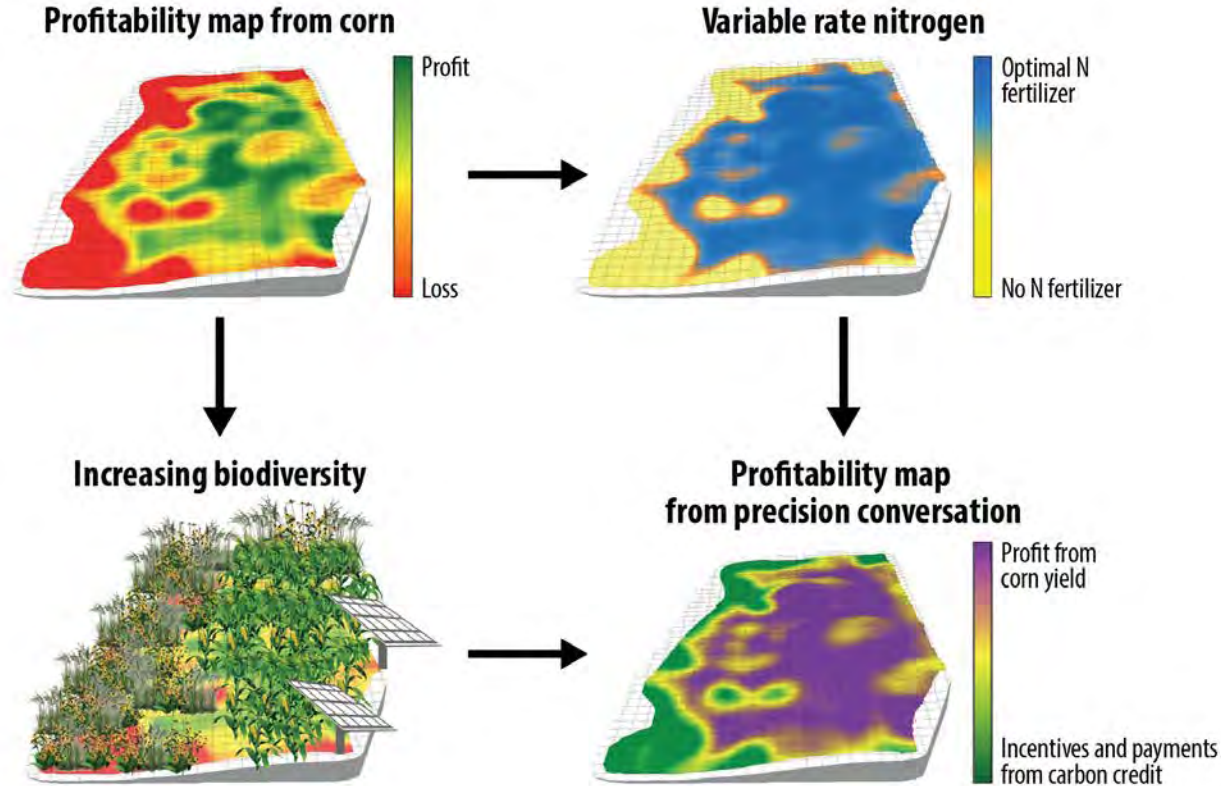 Profitability map from corn
Profit
Loss
Variable rate nitrogen
Optimal N
fertilizer
No N fertilizer
Increasing biodiversity
Profitability map
from precision conversation
Profit from
corn yield
Incentives and payments
from carbon credit